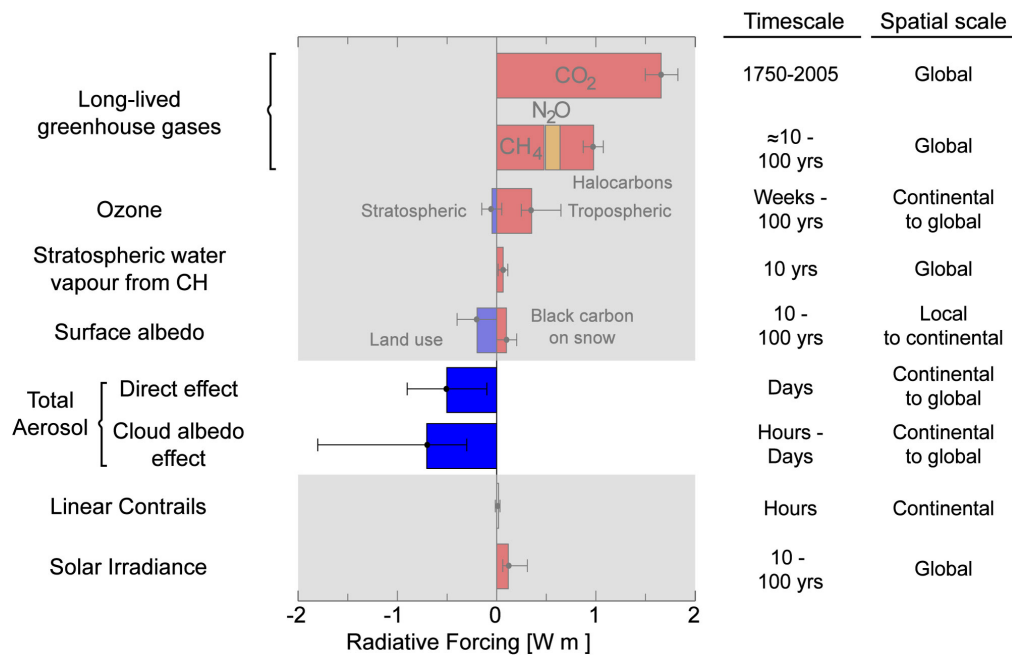 Timescale
Spatial scale
Long-lived
greenhouse gases
CO2
1750-2005
Global
N2O
CH4
Halocarbons
≈10 -
100 yrs
Global
Ozone
Stratospheric
Tropospheric
Weeks -
100 yrs
Continental
to global
Stratospheric water
vapour from CH
10 yrs
Global
Surface albedo
Land use
Black carbon
on snow
10 -
100 yrs
Local
to continental
Total
Aerosol
Direct effect
Days
Continental
to global
Cloud albedo
effect
Hours -
Days
Continental
to global
Linear Contrails
Hours
Continental
Solar Irradiance
10 -
100 yrs
Global
-2 -1 0 1 2
Radiative Forcing [W m ]